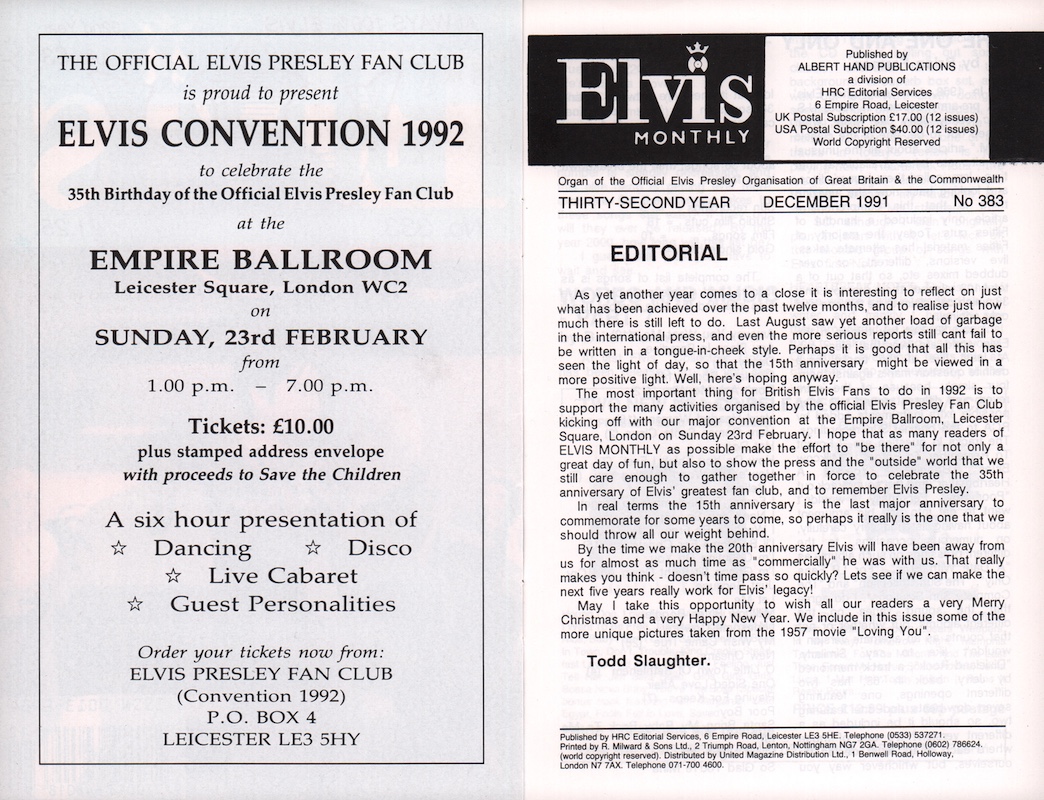 THE OFFICIAL ELVIS PRESLEY FAN CLUB
is proud to present
ELVIS CONVENTION 1992
to celebrate the
35th Birthday of the Official Elvis Presley Fan Club
at the
EMPIRE BALLROOM
Leicester Square, London WC2
on
SUNDAY, 23rd FEBRUARY
from
1.00 p.m. – 7.00 p.m.
Tickets: £10.00
plus stamped address envelope
with proceeds to Save the Children
A six hour presentation of
☆ Dancing ☆ Disco
☆ Live Cabaret
☆ Guest Personalities
Order your tickets now from:
ELVIS PRESLEY FAN CLUB
(Convention 1992)
P.O. BOX 4
LEICESTER LE3 5HY
Elvis
MONTHLY
Published by
ALBERT HAND PUBLICATIONS
a division of
HRC Editorial Services
6 Empire Road, Leicester
UK Postal Subscription £17.00 (12 issues)
USA Postal Subcription $40.00 (12 issues)
World Copyright Reserved
Organ of the Official Elvis Presley Organisation of Great Britain & the Commonwealth
THIRTY-SECOND YEAR DECEMBER 1991 No 383
EDITORIAL
As yet another year comes to a close it is interesting to reflect on just
what has been achieved over the past twelve months, and to realise just how
much there is still left to do. Last August saw yet another load of garbage
in the international press, and even the more serious reports still cant fail to
be written in a tongue-in-cheek style. Perhaps it is good that all this has
seen the light of day, so that the 15th anniversary might be viewed in a
more positive light. Well, here's hoping anyway.
The most important thing for British Elvis Fans to do in 1992 is to
support the many activities organised by the official Elvis Presley Fan Club
kicking off with our major convention at the Empire Ballroom, Leicester
Square, London on Sunday 23rd February. I hope that as many readers of
ELVIS MONTHLY as possible make the effort to "be there" for not only a
great day of fun, but also to show the press and the "outside" world that we
still care enough to gather together in force to celebrate the 35th
anniversary of Elvis' greatest fan club, and to remember Elvis Presley.
In real terms the 15th anniversary is the last major anniversary to
commemorate for some years to come, so perhaps it really is the one that we
should throw all our weight behind.
By the time we make the 20th anniversary Elvis will have been away from
us for almost as much time as "commercially" he was with us. That really
makes you think - doesn't time pass so quickly? Lets see if we can make the
next five years really work for Elvis' legacy!
May I take this opportunity to wish all our readers a very Merry
Christmas and a very Happy New Year. We include in this issue some of the
more unique pictures taken from the 1957 movie "Loving You".
Todd Slaughter.
Published by HRC Editorial Services, 6 Empire Road, Leicester LE3 5HE. Telephone (0533) 537271.
Printed by R. Milward & Sons Ltd., 2 Triumph Road, Lenton, Nottingham NG7 2GA. Telephone (0602) 786624,
(world copyright reserved). Distributed by United Magazine Distribution Ltd., 1 Benwell Road, Holloway,
London N7 7AX. Telephone 071-700 4600.